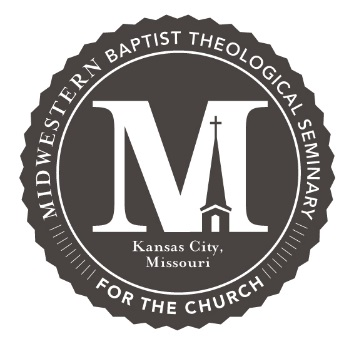 MIDWESTERN BAPTIST THEOLOGICAL SEMINARY
M
Kansas City,
Missouri
FOR THE CHURCH